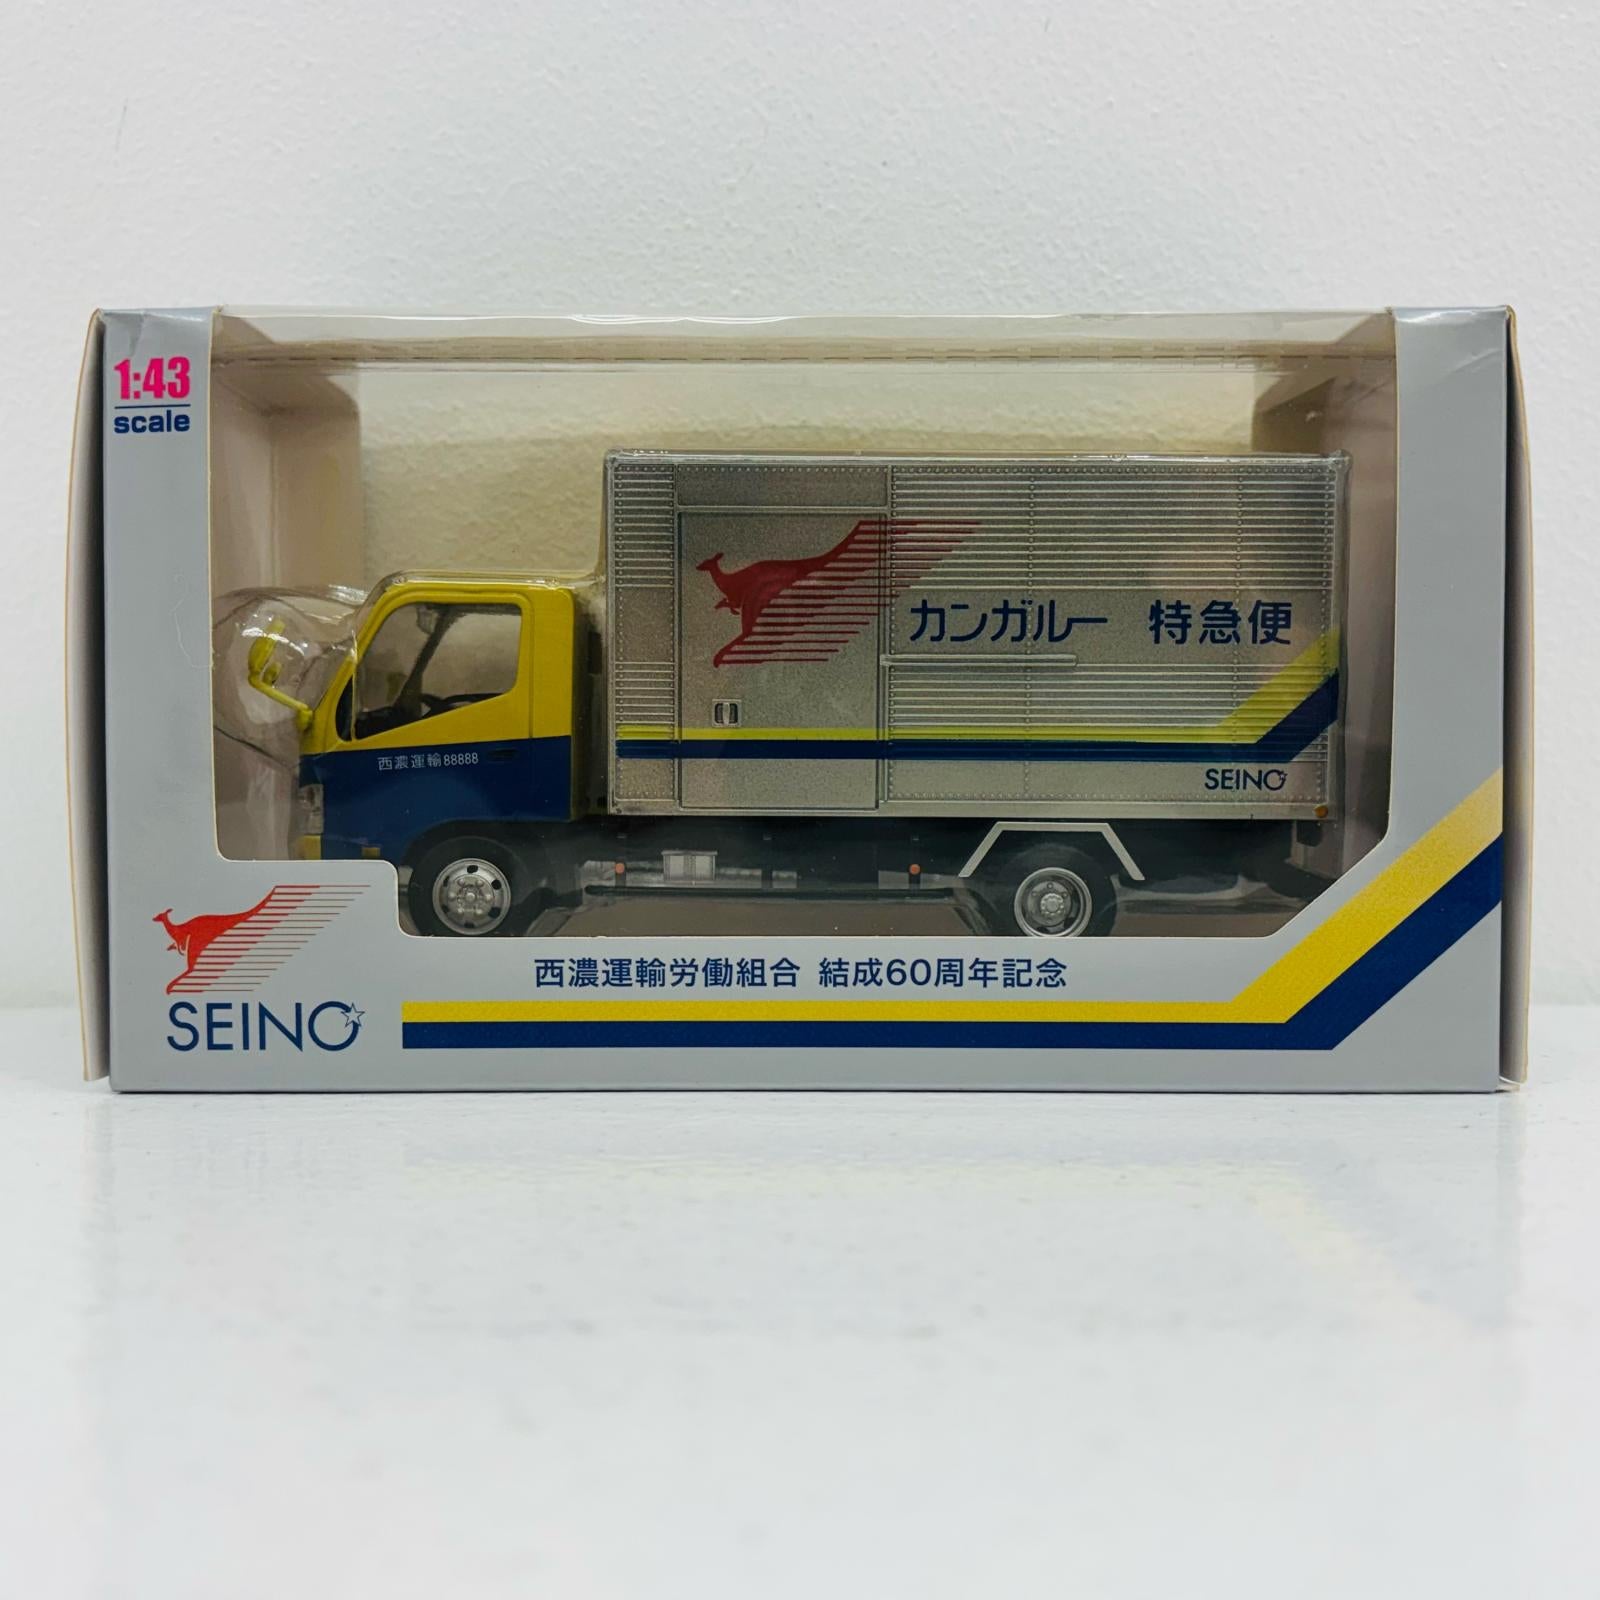 1:43
scale
カンガルー 特急便
西濃運輸88888
SEINO
西濃運輸労働組合 結成60周年記念
SEINO